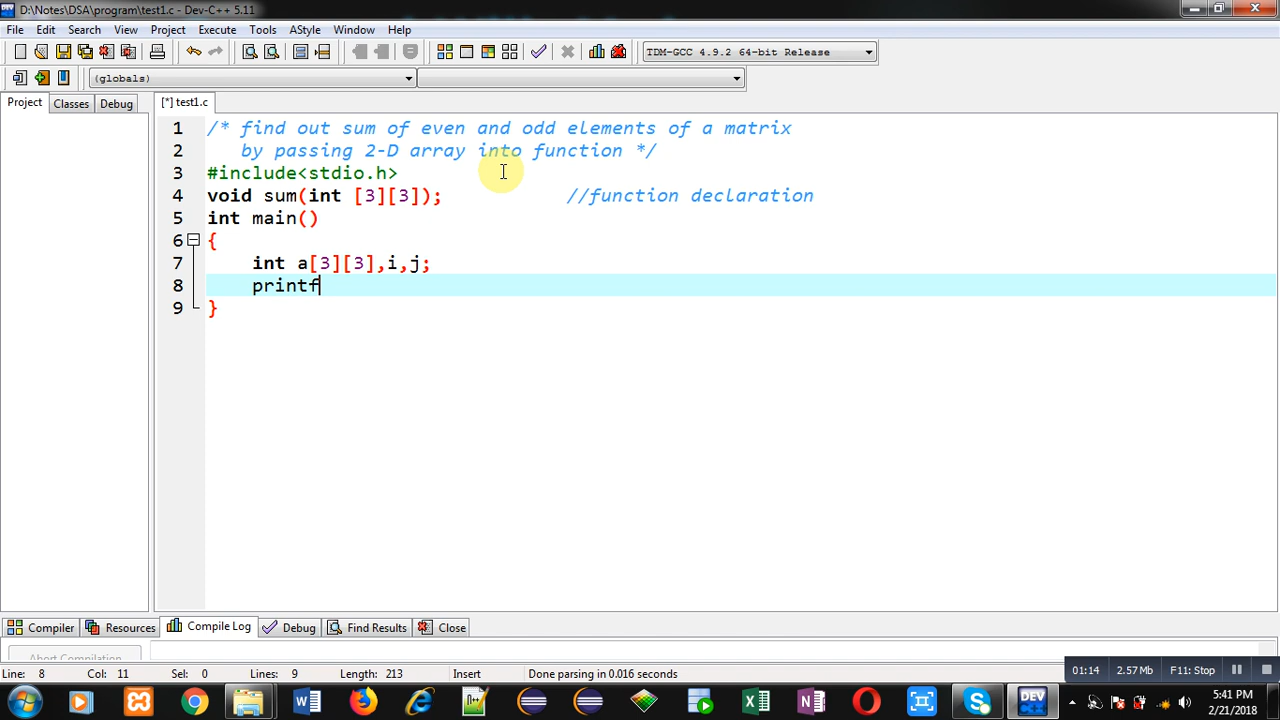 D:\Notes\DSA\program\test1.c - Dev-C++ 5.11
File Edit Search View Project Execute Tools AStyle Window Help
TDM-GCC 4.9.2 64-bit Release
(globals)
Project Classes Debug [*] test1.c
1 /* find out sum of even and odd elements of a matrix
2 by passing 2-D array into function */
3 #include<stdio.h>
4 void sum(int [3][3]); //function declaration
5 int main()
6 {
7 int a[3][3],i,j;
8 printf
9 }
Compiler Resources Compile Log Debug Find Results Close
Abort Compilation
Line: 8 Col: 11 Sel: 0 Lines: 9 Length: 213 Insert Done parsing in 0.016 seconds
01:14 2.57 Mb F11: Stop
DEV
5:41 PM
2/21/2018